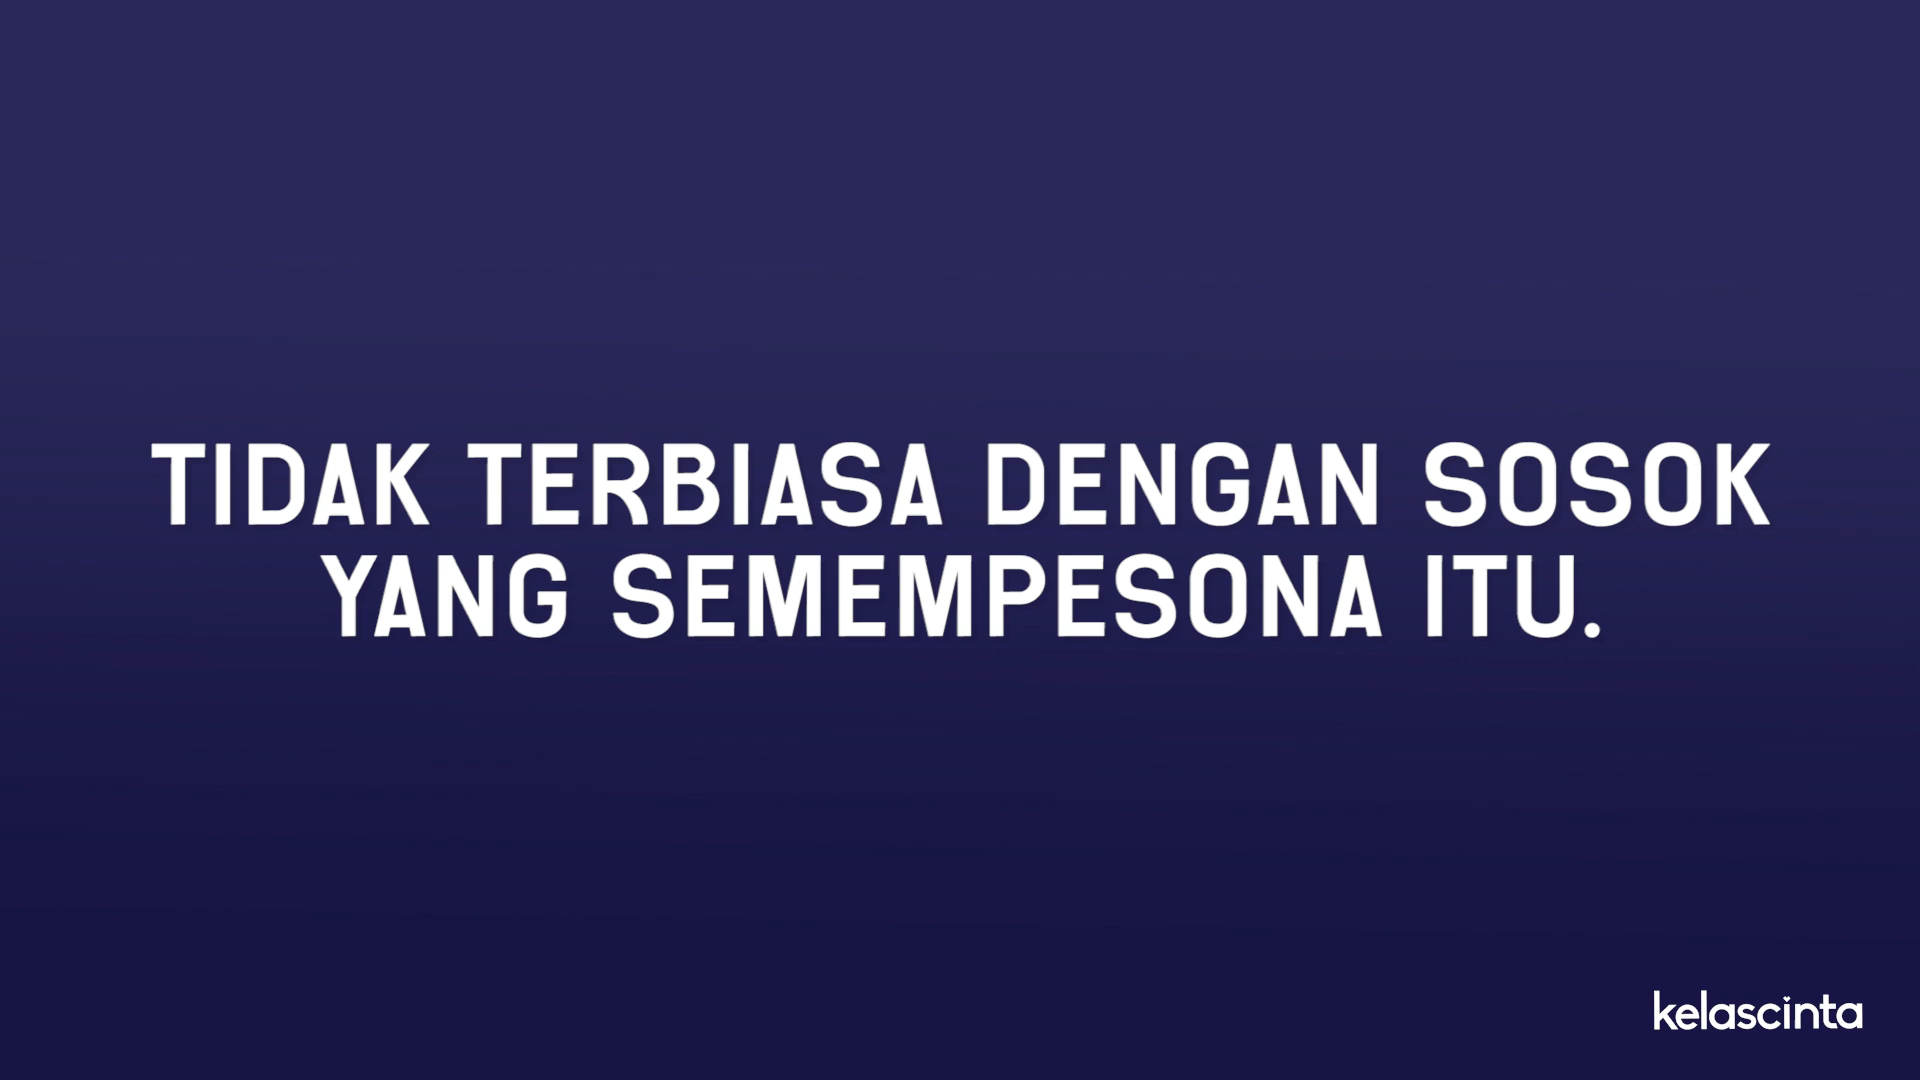 TIDAK TERBIASA DENGAN SOSOK
YANG SEMEMPESONA ITU.
kelascinta